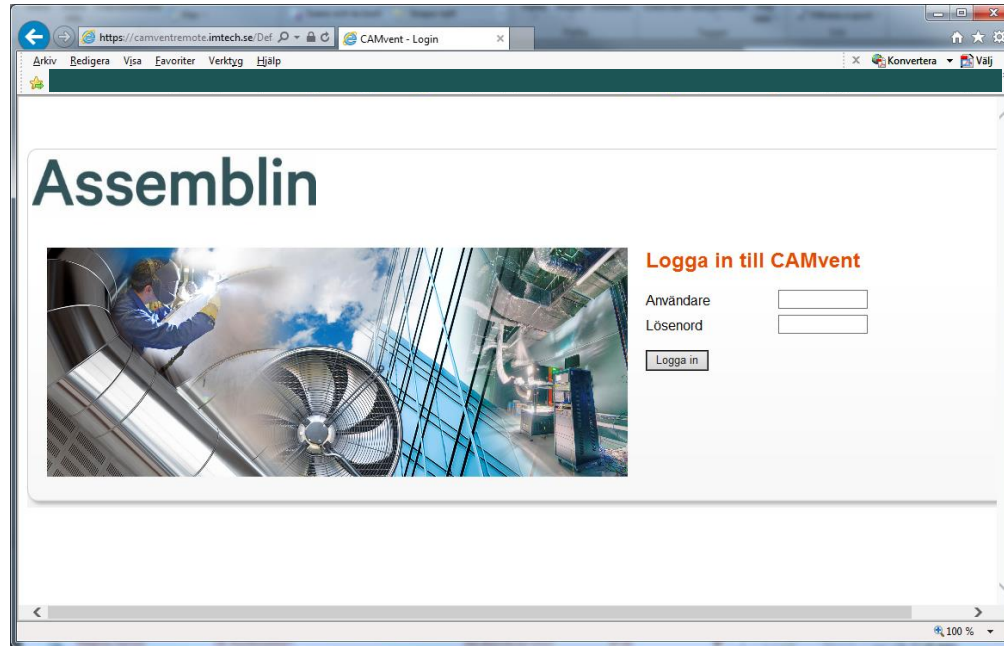 https://camventremote.imtech.se/Def
CAMvent - Login
Arkiv Redigera Visa Favoriter Verktyg Hjälp
Konvertera Välj
Assemblin
Logga in till CAMvent
Användare
Lösenord
Logga in
100 %